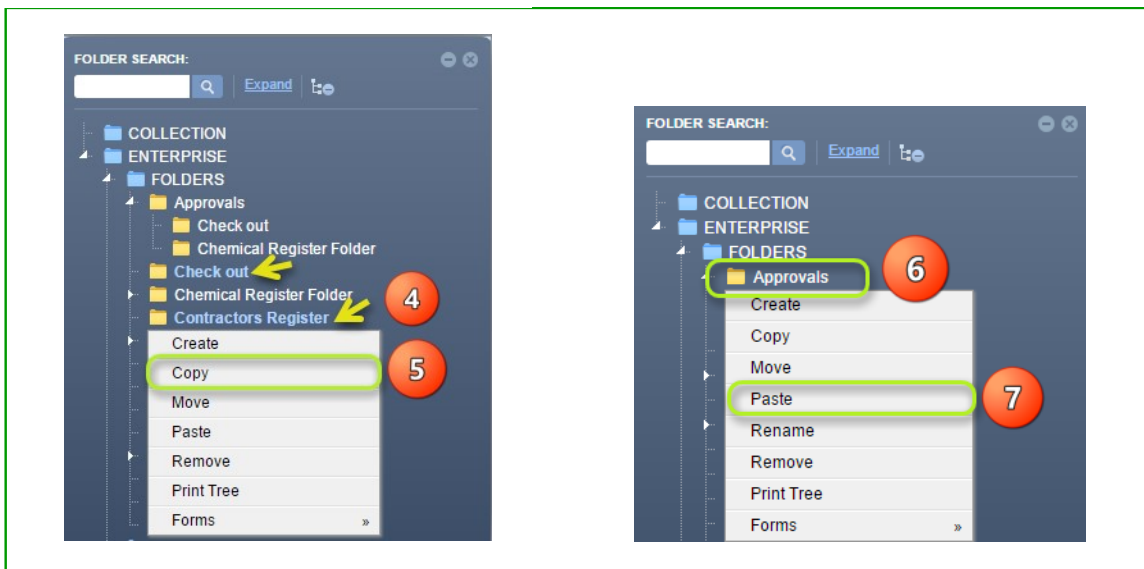 FOLDER SEARCH:
Expand
COLLECTION
ENTERPRISE
FOLDERS
Approvals
Check out
Chemical Register Folder
Check out
Chemical Register Folder
4
Contractors Register
Create
Copy
5
Move
Paste
Remove
Print Tree
Forms »
FOLDER SEARCH:
Expand
COLLECTION
ENTERPRISE
FOLDERS
6
Approvals
Create
Copy
Move
Paste
7
Rename
Remove
Print Tree
Forms »